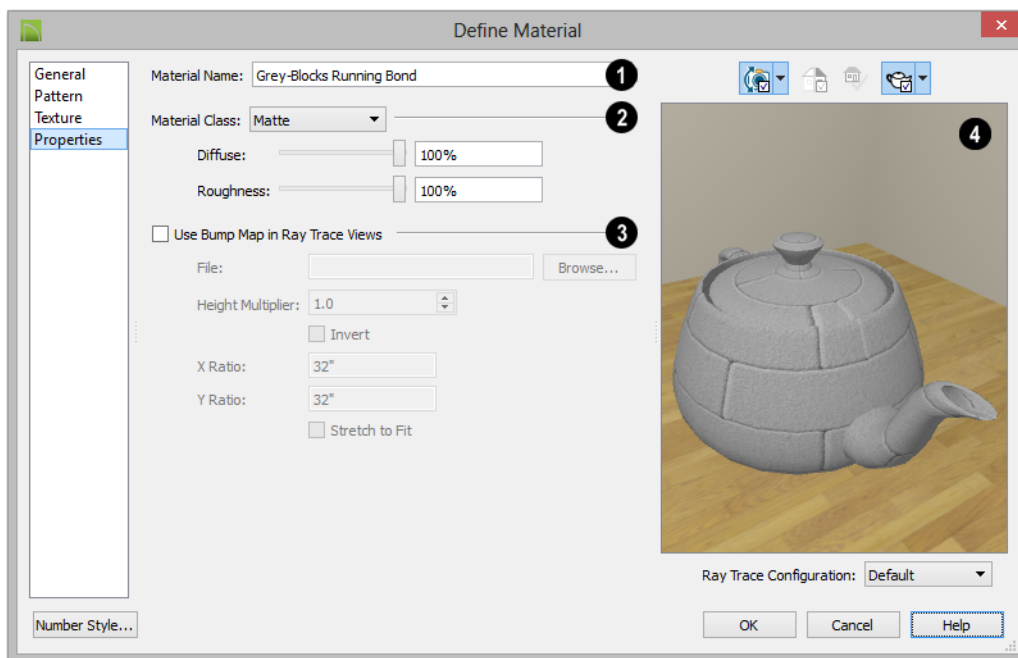 Define Material
General
Pattern
Texture
Properties
Material Name: Grey-Blocks Running Bond 1
Material Class: Matte 2
Diffuse: 100%
Roughness: 100%
Use Bump Map in Ray Trace Views 3
File: Browse...
Height Multiplier: 1.0
Invert
X Ratio: 32"
Y Ratio: 32"
Stretch to Fit
4
Ray Trace Configuration: Default
Number Style... OK Cancel Help